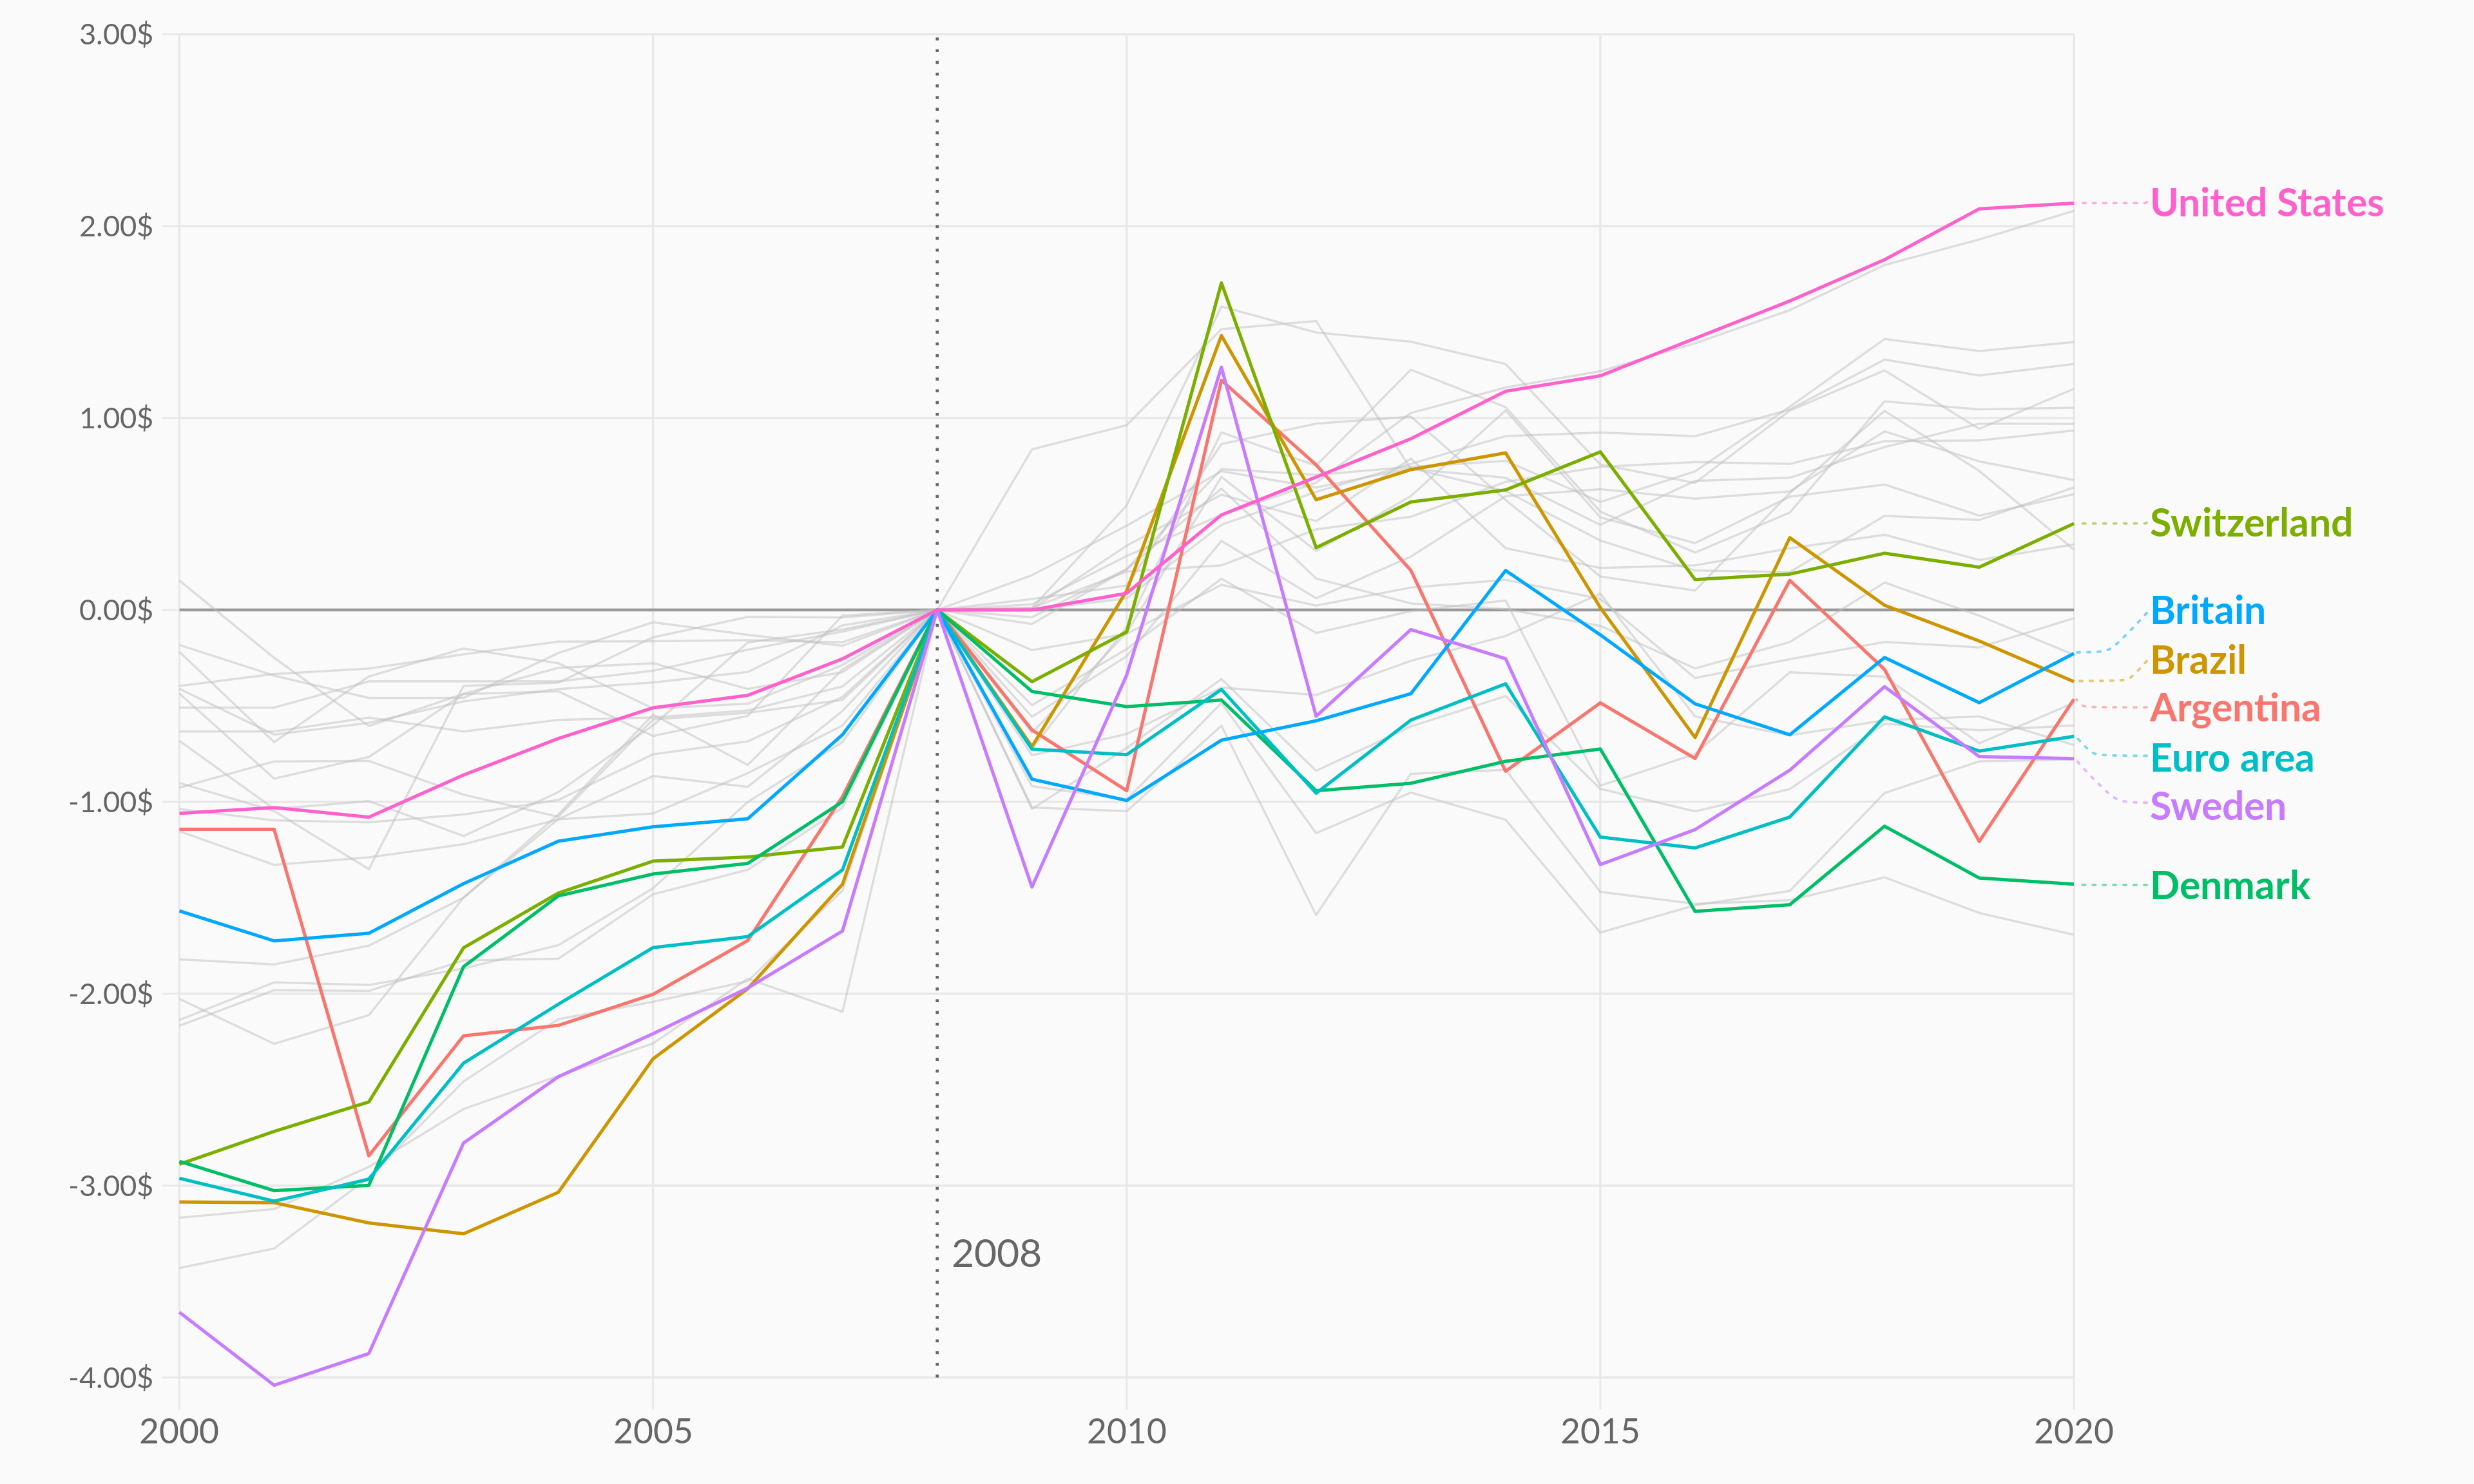 3.00$
2.00$
1.00$
0.00$
-1.00$
-2.00$
-3.00$
-4.00$
2000
2005
2010
2015
2020
2008
United States
Switzerland
Britain
Brazil
Argentina
Euro area
Sweden
Denmark